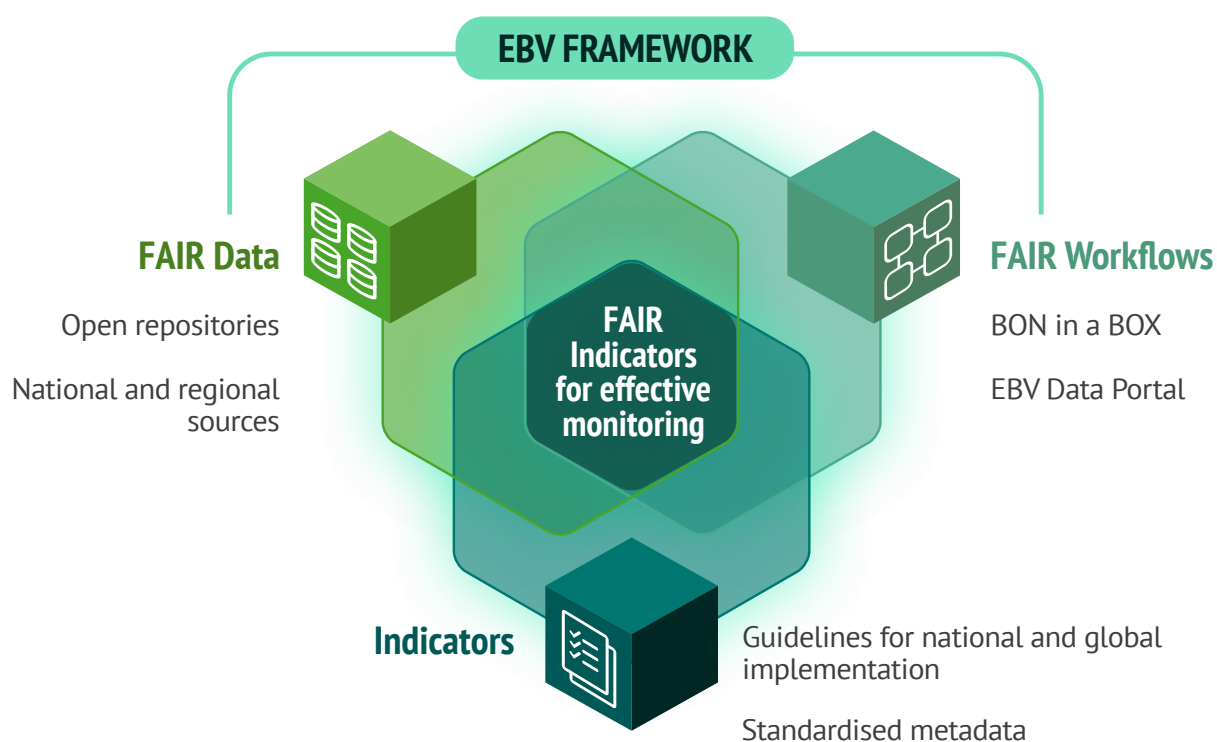 EBV FRAMEWORK
FAIR Data
Open repositories
National and regional
sources
FAIR Workflows
BON in a BOX
EBV Data Portal
FAIR
Indicators
for effective
monitoring
Indicators
Guidelines for national and global
implementation
Standardised metadata